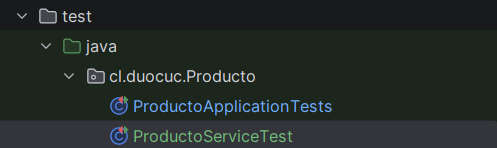 test
java
cl.duocuc.Producto
ProductoApplicationTests
ProductoServiceTest